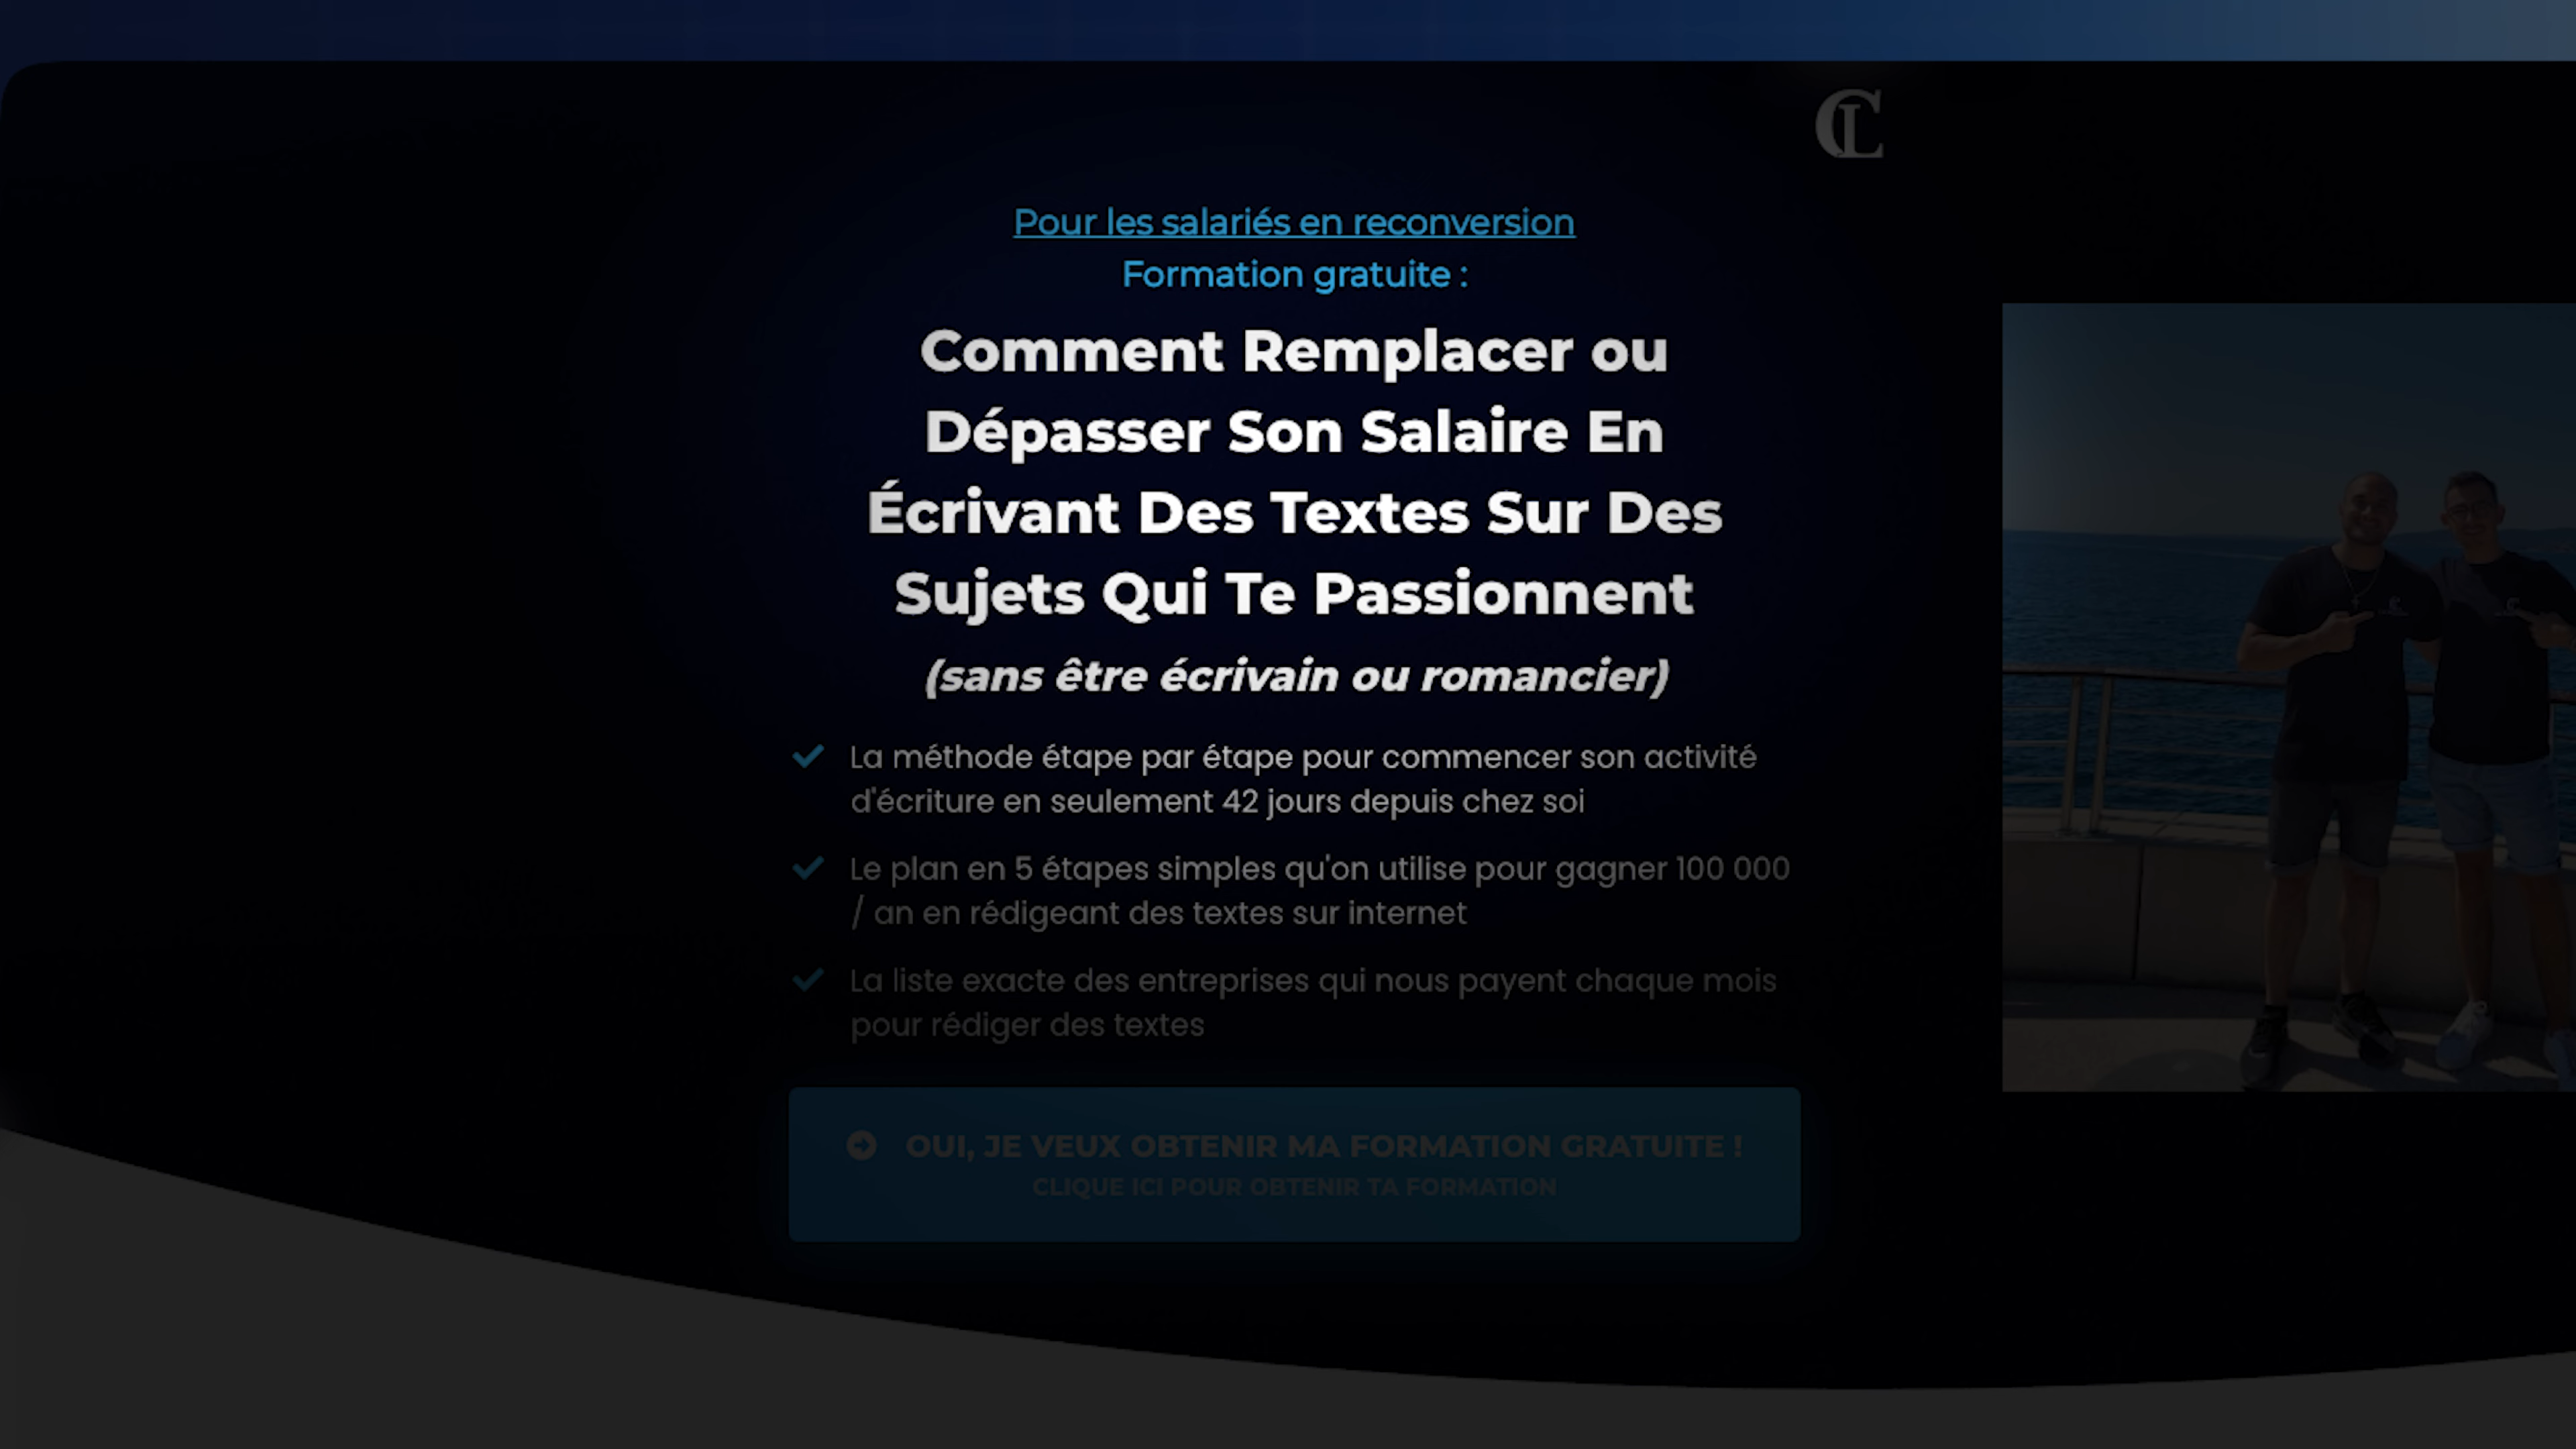 CL
Pour les salariés en reconversion
Formation gratuite :
Comment Remplacer ou
Dépasser Son Salaire En
Écrivant Des Textes Sur Des
Sujets Qui Te Passionnent
(sans être écrivain ou romancier)
La méthode étape par étape pour commencer son activité
d'écriture en seulement 42 jours depuis chez soi
Le plan en 5 étapes simples qu'on utilise pour gagner 100 000
/ an en rédigeant des textes sur internet
La liste exacte des entreprises qui nous payent chaque mois
pour rédiger des textes
OUI, JE VEUX OBTENIR MA FORMATION GRATUITE !
CLIQUE ICI POUR OBTENIR TA FORMATION